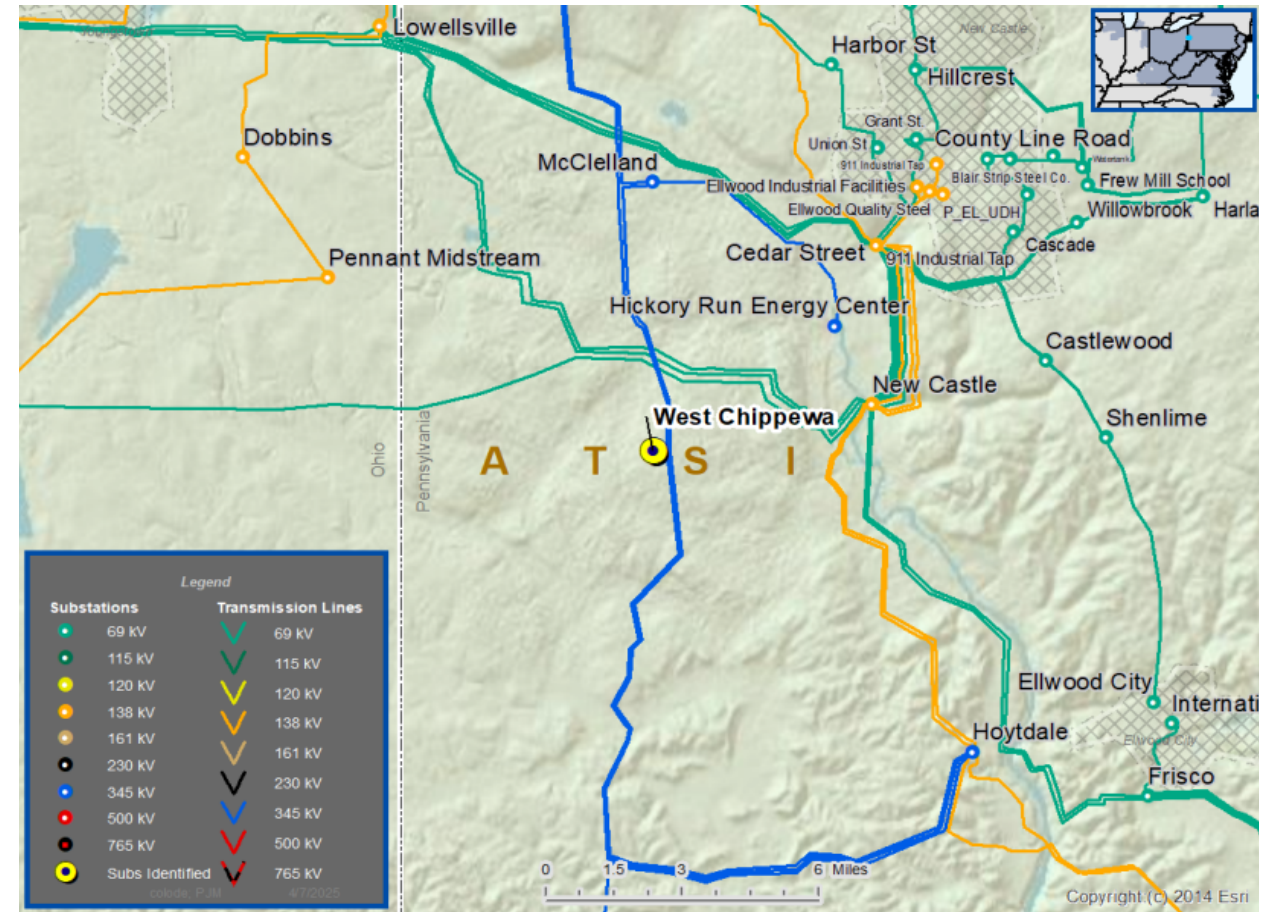 Lowellsville
New Castle
Harbor St
Hillcrest
Dobbins
Grant St.
Union St
County Line Road
McClelland
911 Industrial Tap
Blair Strip Steel Co.
Ellwood Industrial Facilities
Frew Mill School
Ellwood Quality Steel
P_EL_UDH
Willowbrook
Harla
Cedar Street
911 Industrial Tap
Cascade
Pennant Midstream
Hickory Run Energy Center
Castlewood
New Castle
West Chippewa
Shenlime
Ohio
Pennsylvania
A T S I
Legend
Substations
Transmission Lines
69 kV
69 kV
115 kV
115 kV
120 kV
120 kV
138 kV
138 kV
161 kV
161 kV
230 kV
230 kV
345 kV
345 kV
500 kV
500 kV
765 kV
765 kV
Subs Identified
colode, PJM
4/7/2025
Ellwood City
Internati
Ellwood City
Hoytdale
Frisco
0 1.5 3 6 Miles
Copyright:(c) 2014 Esri